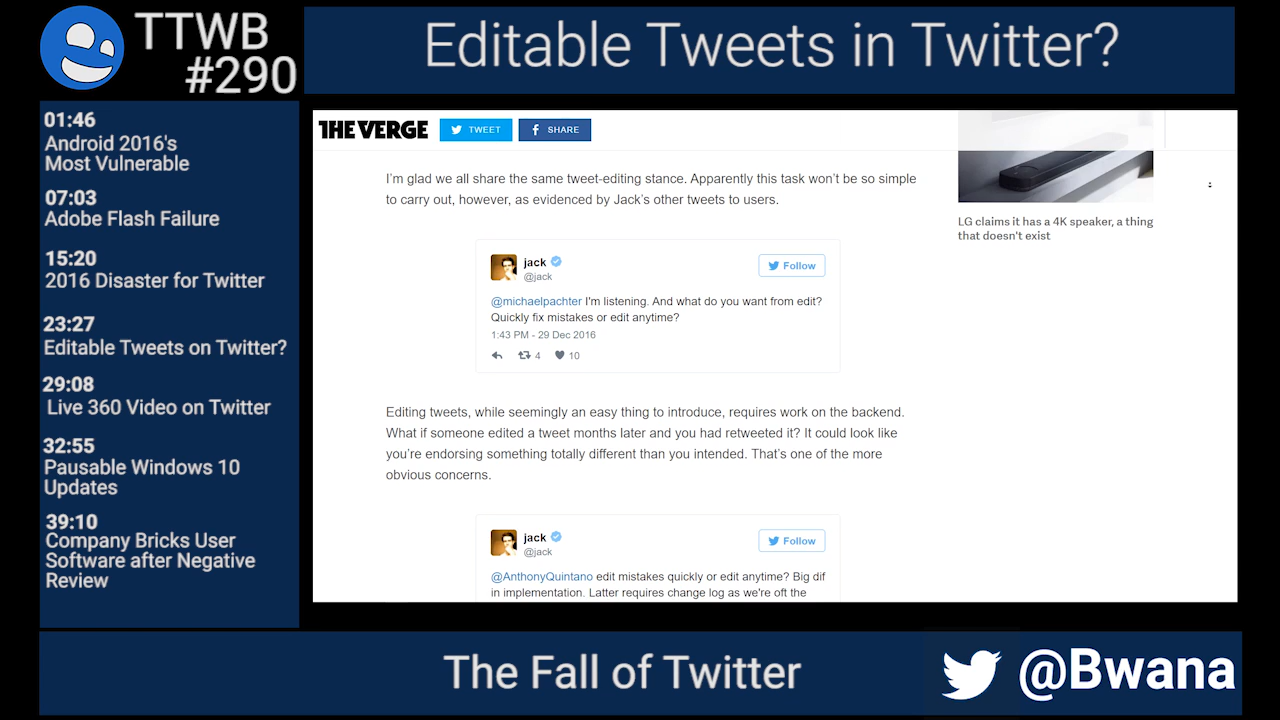 TTWB
#290
Editable Tweets in Twitter?
01:46
Android 2016's
Most Vulnerable
07:03
Adobe Flash Failure
15:20
2016 Disaster for Twitter
23:27
Editable Tweets on Twitter?
29:08
Live 360 Video on Twitter
32:55
Pausable Windows 10
Updates
39:10
Company Bricks User
Software after Negative
Review
THE VERGE
TWEET
SHARE
I'm glad we all share the same tweet-editing stance. Apparently this task won't be so simple
to carry out, however, as evidenced by Jack's other tweets to users.
jack
@jack
Follow
@michaelpachter I'm listening. And what do you want from edit?
Quickly fix mistakes or edit anytime?
1:43 PM - 29 Dec 2016
4 10
Editing tweets, while seemingly an easy thing to introduce, requires work on the backend.
What if someone edited a tweet months later and you had retweeted it? It could look like
you're endorsing something totally different than you intended. That's one of the more
obvious concerns.
jack
@jack
Follow
@AnthonyQuintano edit mistakes quickly or edit anytime? Big dif
in implementation. Latter requires change log as we're oft the
LG claims it has a 4K speaker, a thing
that doesn't exist
The Fall of Twitter
@Bwana